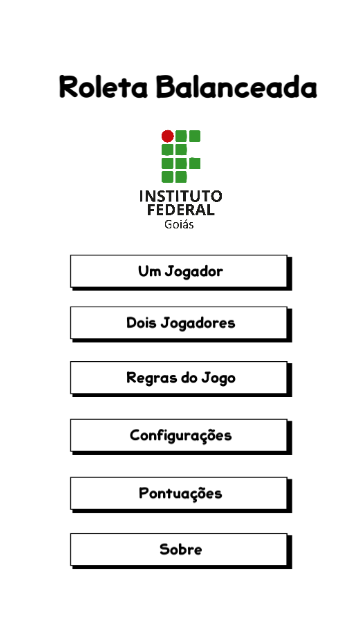 Roleta Balanceada
INSTITUTO
FEDERAL
Goiás
Um Jogador
Dois Jogadores
Regras do Jogo
Configurações
Pontuações
Sobre